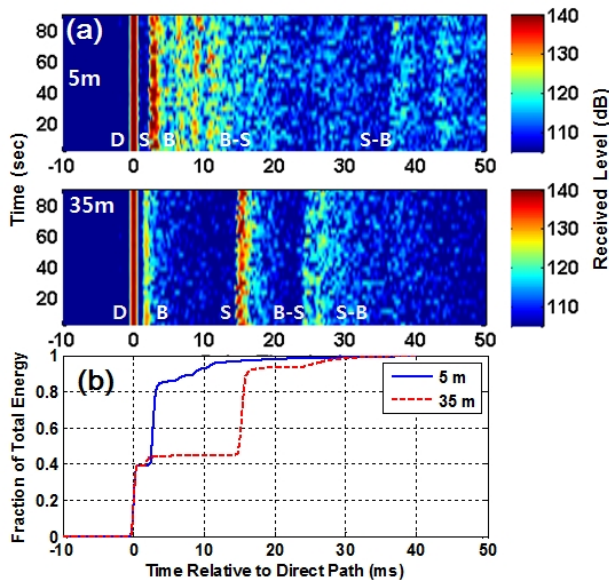 (a)
5m
D S B B-S S-B
80
60
40
20
-10 0 10 20 30 40 50
140
130
120
110
Time (sec)
Received Level (dB)
35m
D B S B-S S-B
80
60
40
20
-10 0 10 20 30 40 50
140
130
120
110
Received Level (dB)
(b)
5 m
35 m
1
0.8
0.6
0.4
0.2
0
Fraction of Total Energy
-10 0 10 20 30 40 50
Time Relative to Direct Path (ms)